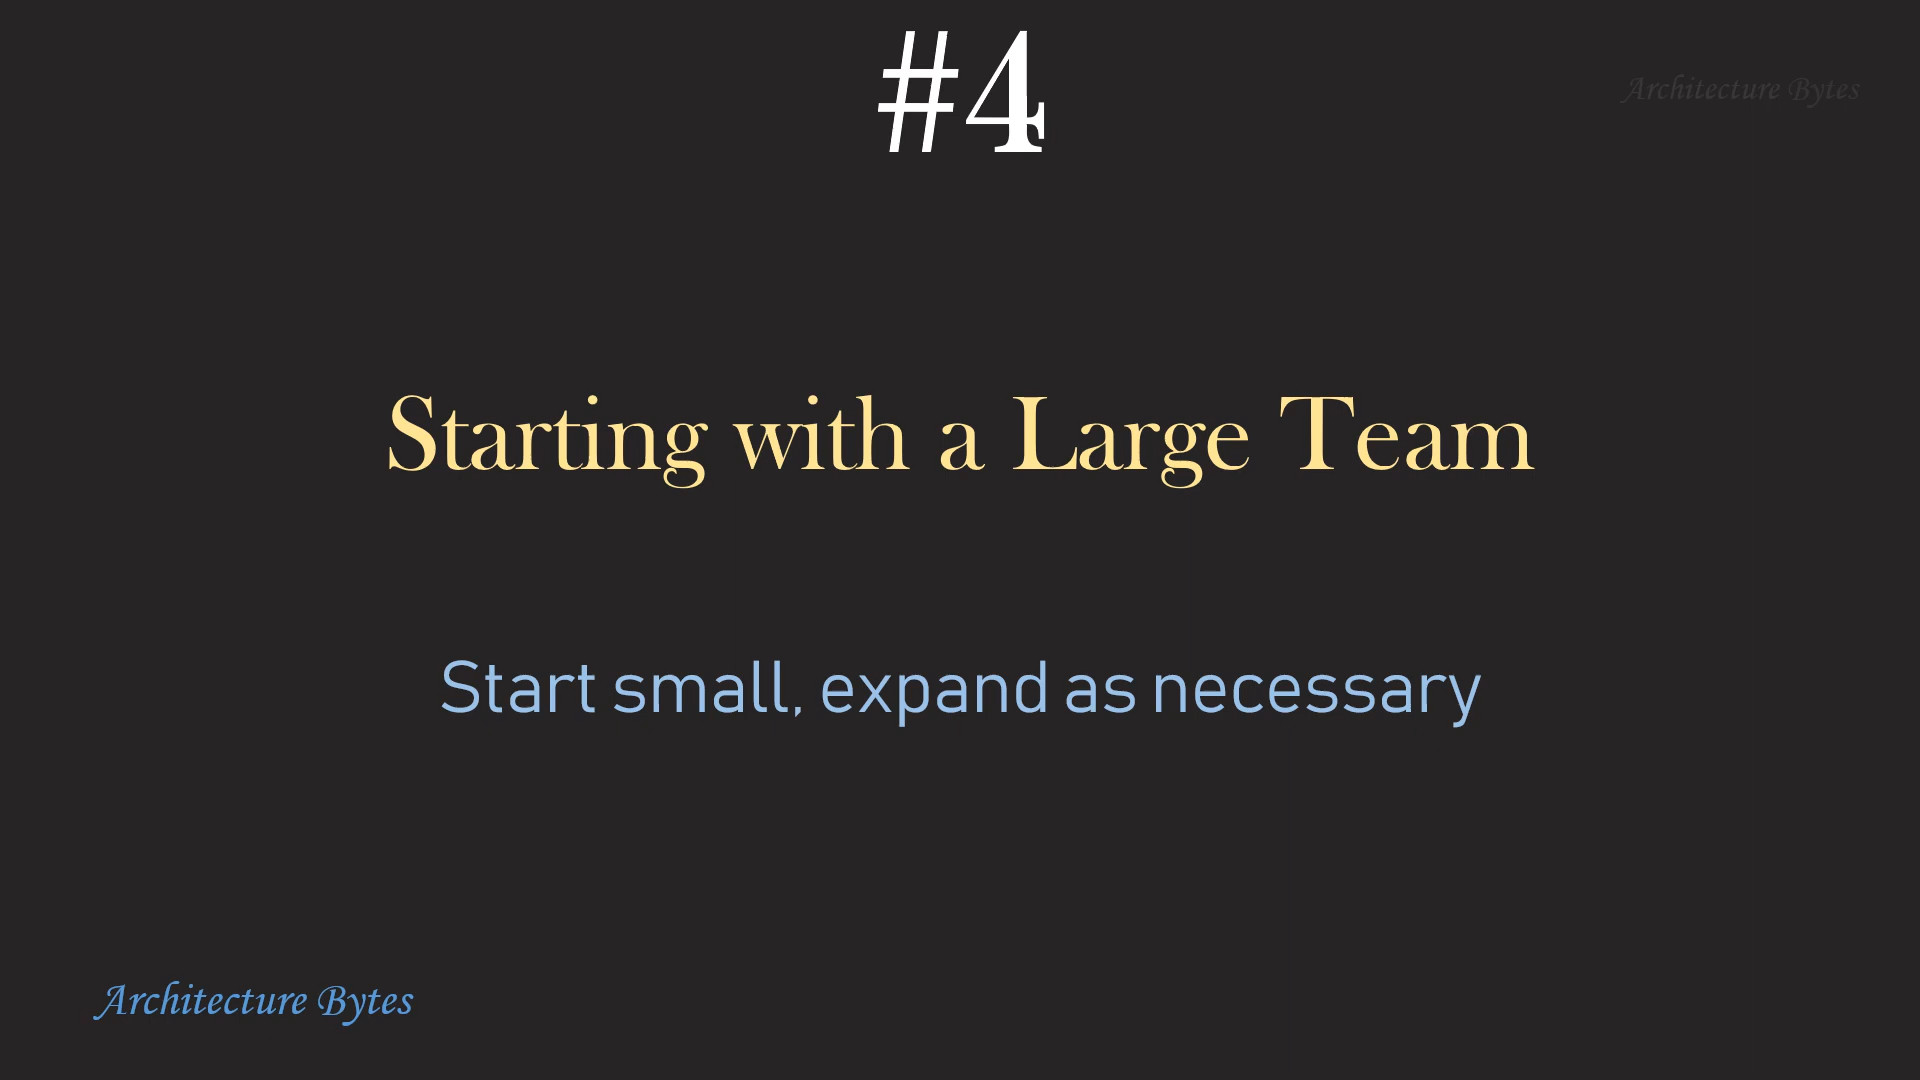 #4
Architecture Bytes
Starting with a Large Team
Start small, expand as necessary
Architecture Bytes